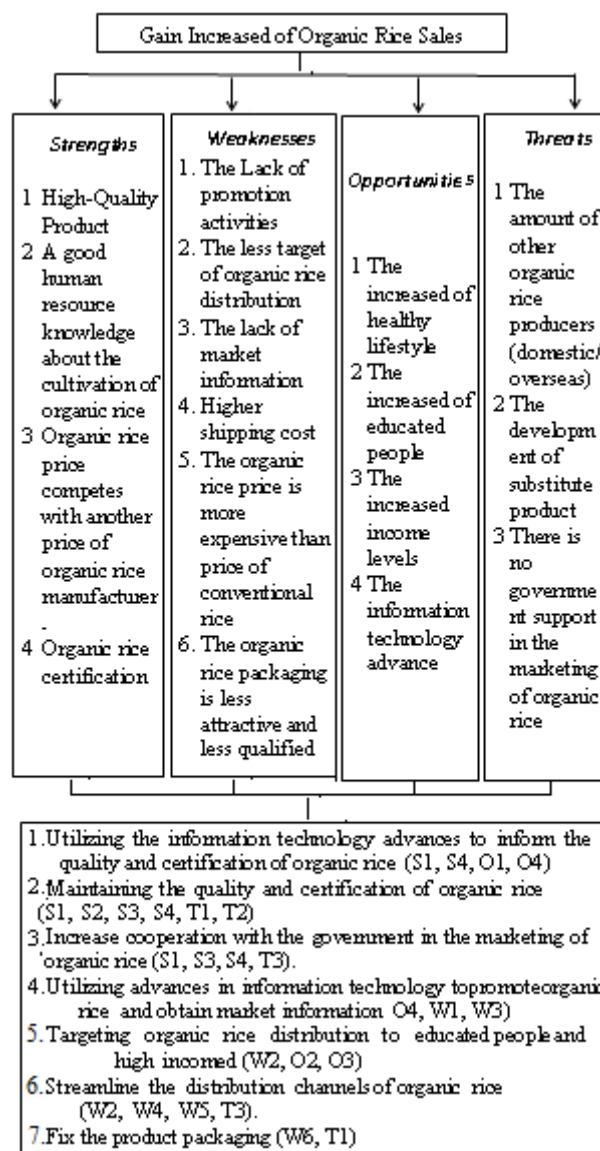 Gain Increased of Organic Rice Sales
Strengths
1 High-Quality
Product
2 A good
human
resource
knowledge
about the
cultivation of
organic rice
3 Organic rice
price
competes
with another
price of
organic rice
manufacturer
.
4 Organic rice
certification
Weaknesses
1. The Lack of
promotion
activities
2. The less target
of organic rice
distribution
3. The lack of
market
information
4. Higher
shipping cost
5. The organic
rice price is
more
expensive than
price of
conventional
rice
6. The organic
rice packaging
is less
attractive and
less qualified
Opportunities
1 The
increased of
healthy
lifestyle
2 The
increased of
educated
people
3 The
increased
income
levels
4 The
information
technology
advance
Threats
1 The
amount of
other
organic
rice
producers
(domestic/
overseas)
2 The
developm
ent of
substitute
product
3 There is
no
governme
nt support
in the
marketing
of organic
rice
1.Utilizing the information technology advances to inform the
quality and certification of organic rice (S1, S4, O1, O4)
2.Maintaining the quality and certification of organic rice
(S1, S2, S3, S4, T1, T2)
3.Increase cooperation with the government in the marketing of
organic rice (S1, S3, S4, T3).
4.Utilizing advances in information technology topromoteorganic
rice and obtain market information O4, W1, W3)
5.Targeting organic rice distribution to educated people and
high incomed (W2, O2, O3)
6.Streamline the distribution channels of organic rice
(W2, W4, W5, T3).
7.Fix the product packaging (W6, T1)